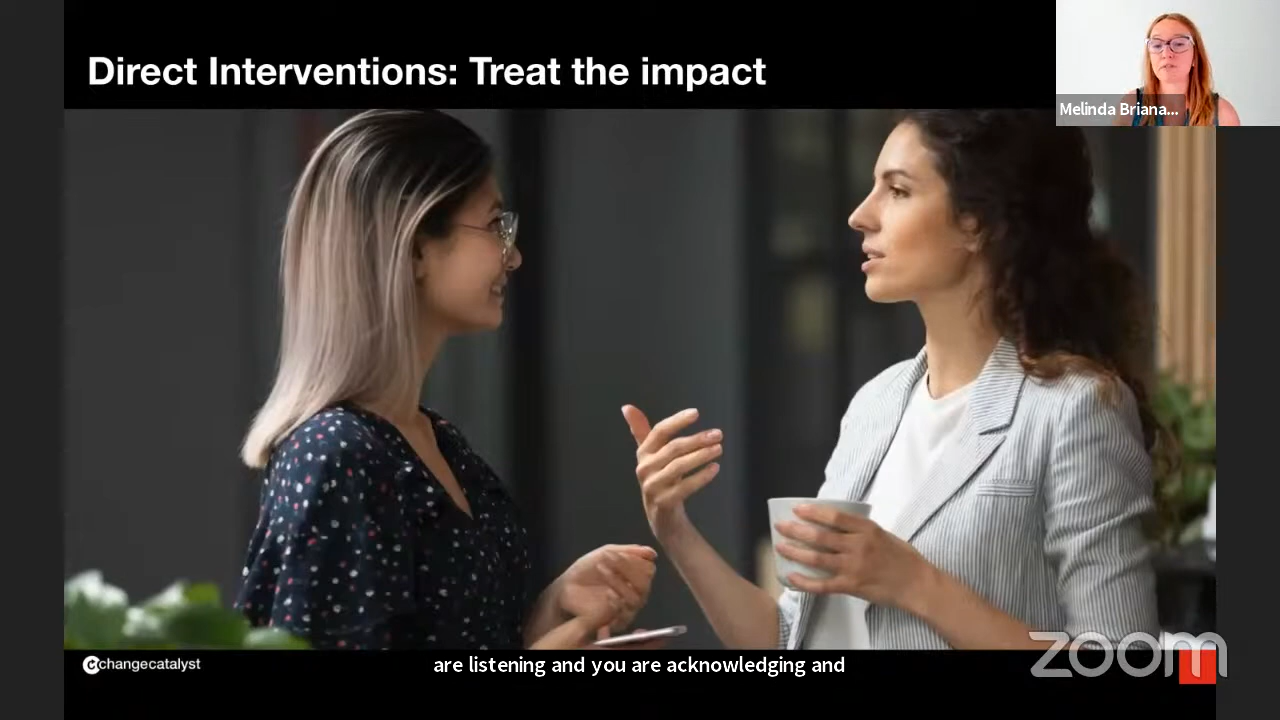 Direct Interventions: Treat the impact
Melinda Briana...
changecatalyst
are listening and you are acknowledging and
zoom